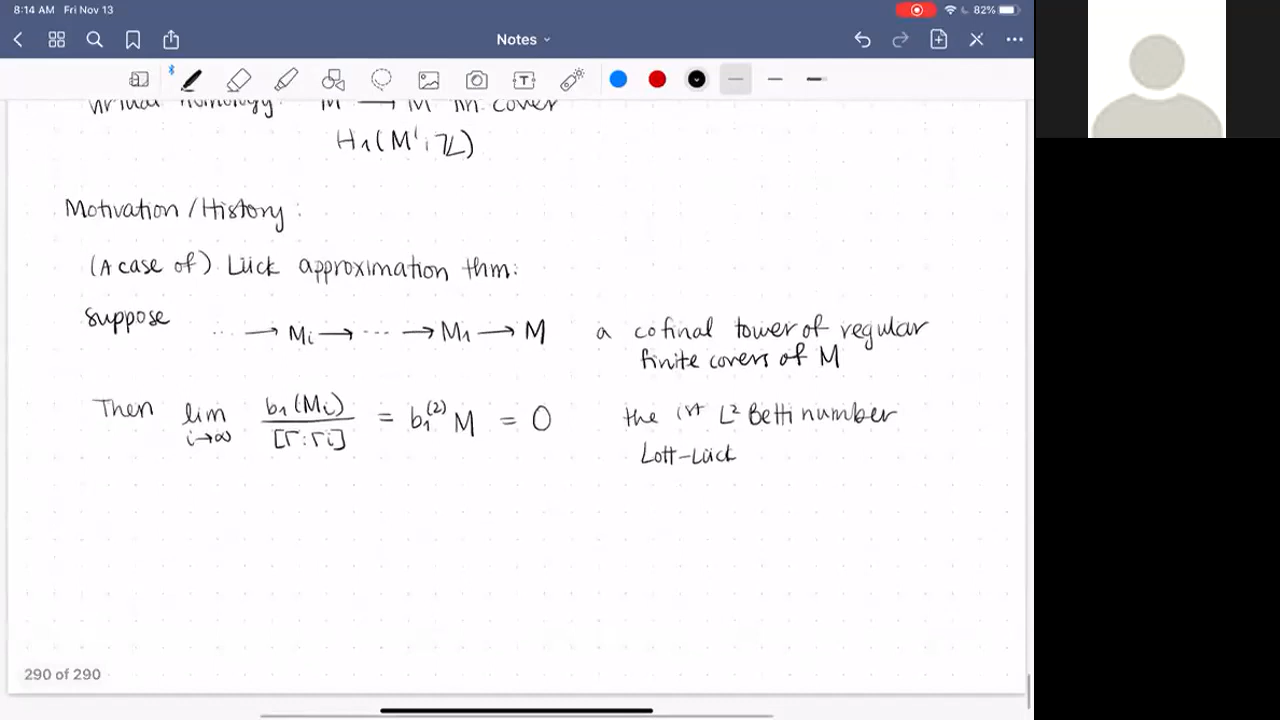 8:14 AM Fri Nov 13
82%
Notes
M → M fin. cover
H₁(M'; ℤ)
Motivation / History :
(A case of) Lück approximation thm:
Suppose ... → Mᵢ → ... → M₁ → M a cofinal tower of regular
finite covers of M
Then lim i→∞ b₁(Mᵢ) / [Γ:Γᵢ] = b₁⁽²⁾ M = 0 the 1st L² Betti number
Lott-Lück
290 of 290